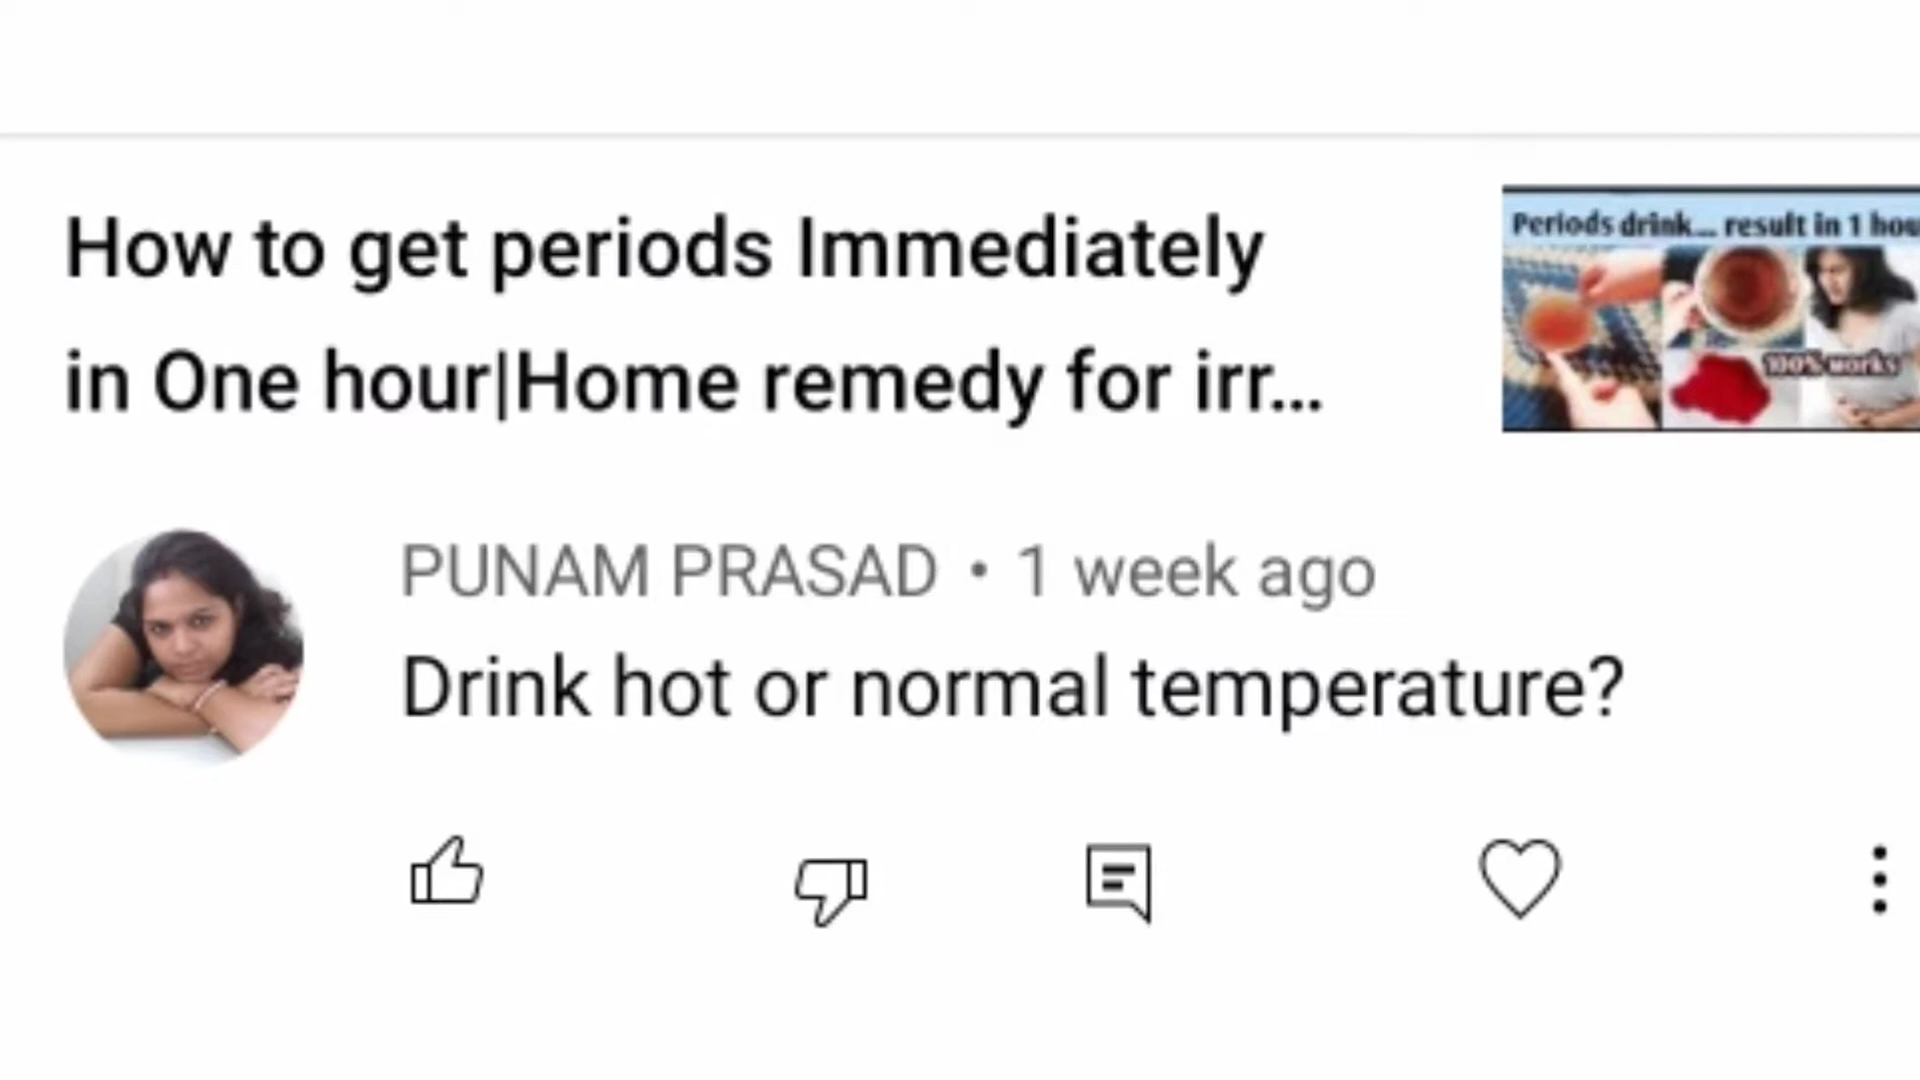 How to get periods Immediately
in One hour|Home remedy for irr...
Periods drink... result in 1 hou
100% works
PUNAM PRASAD • 1 week ago
Drink hot or normal temperature?